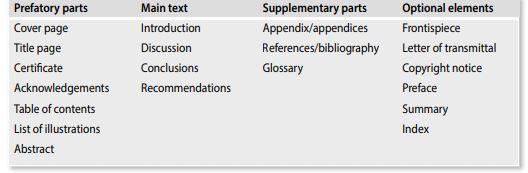 Prefatory parts Main text Supplementary parts Optional elements
Cover page Introduction Appendix/appendices Frontispiece
Title page Discussion References/bibliography Letter of transmittal
Certificate Conclusions Glossary Copyright notice
Acknowledgements Recommendations Preface
Table of contents Summary
List of illustrations Index
Abstract